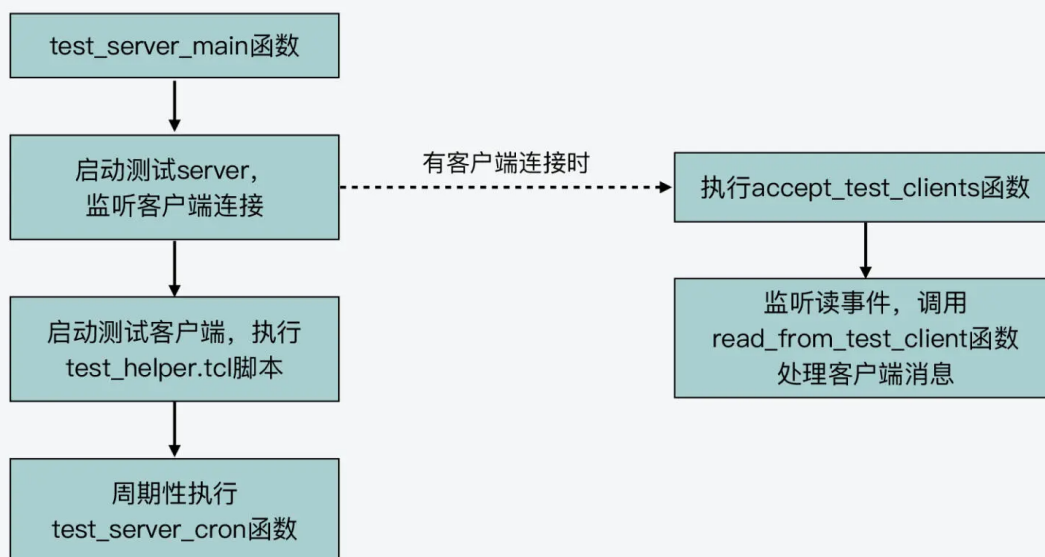 test_server_main函数
启动测试server，
监听客户端连接
有客户端连接时
执行accept_test_clients函数
启动测试客户端，执行
test_helper.tcl脚本
监听读事件，调用
read_from_test_client函数
处理客户端消息
周期性执行
test_server_cron函数